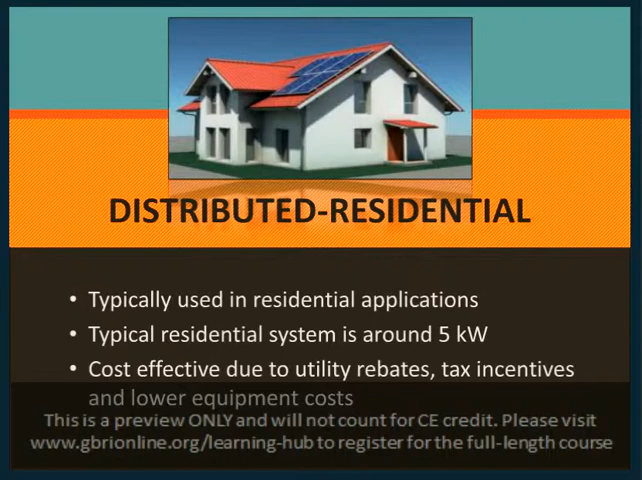 DISTRIBUTED-RESIDENTIAL
• Typically used in residential applications
• Typical residential system is around 5 kW
• Cost effective due to utility rebates, tax incentives
and lower equipment costs
This is a preview ONLY and will not count for CE credit. Please visit
www.gbrionline.org/learning-hub to register for the full-length course